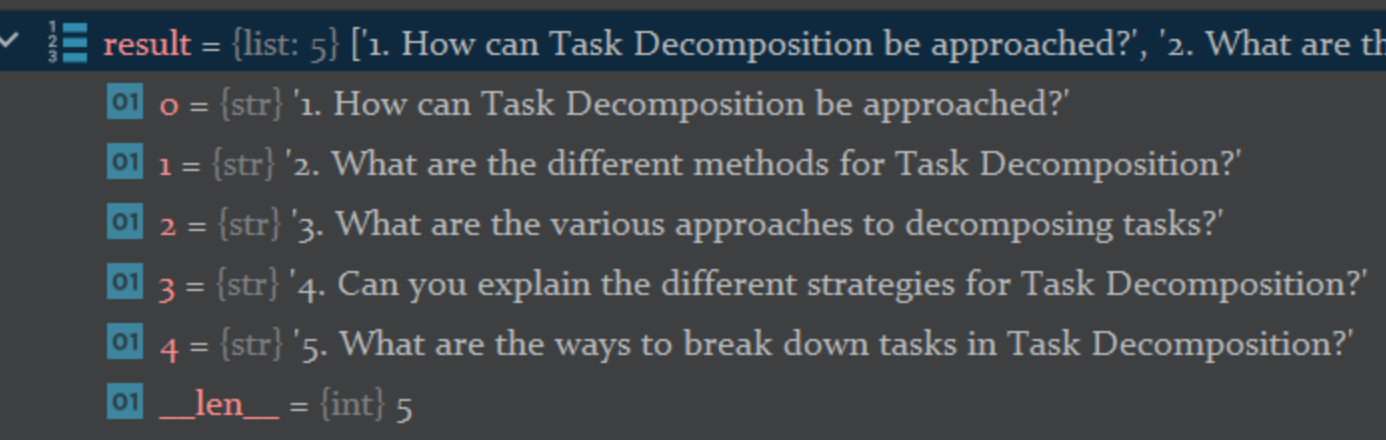 123 result = {list: 5} ['1. How can Task Decomposition be approached?', '2. What are th
01 0 = {str} '1. How can Task Decomposition be approached?'
01 1 = {str} '2. What are the different methods for Task Decomposition?'
01 2 = {str} '3. What are the various approaches to decomposing tasks?'
01 3 = {str} '4. Can you explain the different strategies for Task Decomposition?'
01 4 = {str} '5. What are the ways to break down tasks in Task Decomposition?'
01 __len__ = {int} 5